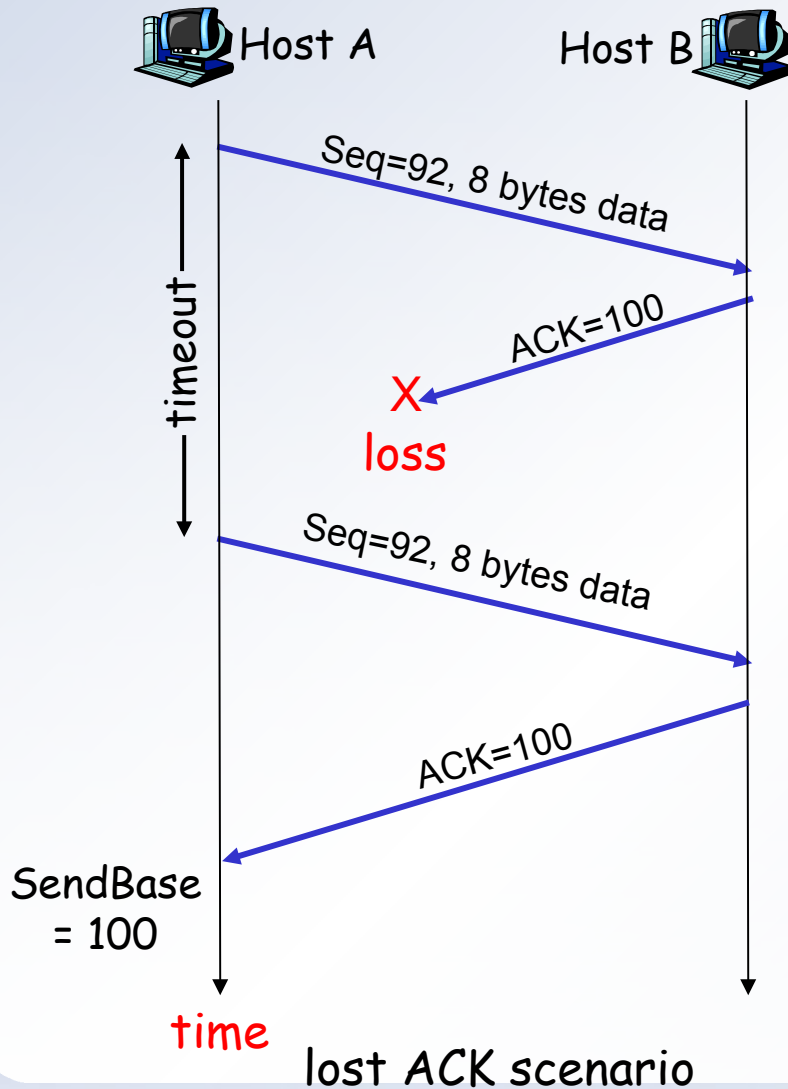 Host A
Host B
Seq=92, 8 bytes data
timeout
ACK=100
X
loss
Seq=92, 8 bytes data
ACK=100
SendBase
= 100
time
lost ACK scenario